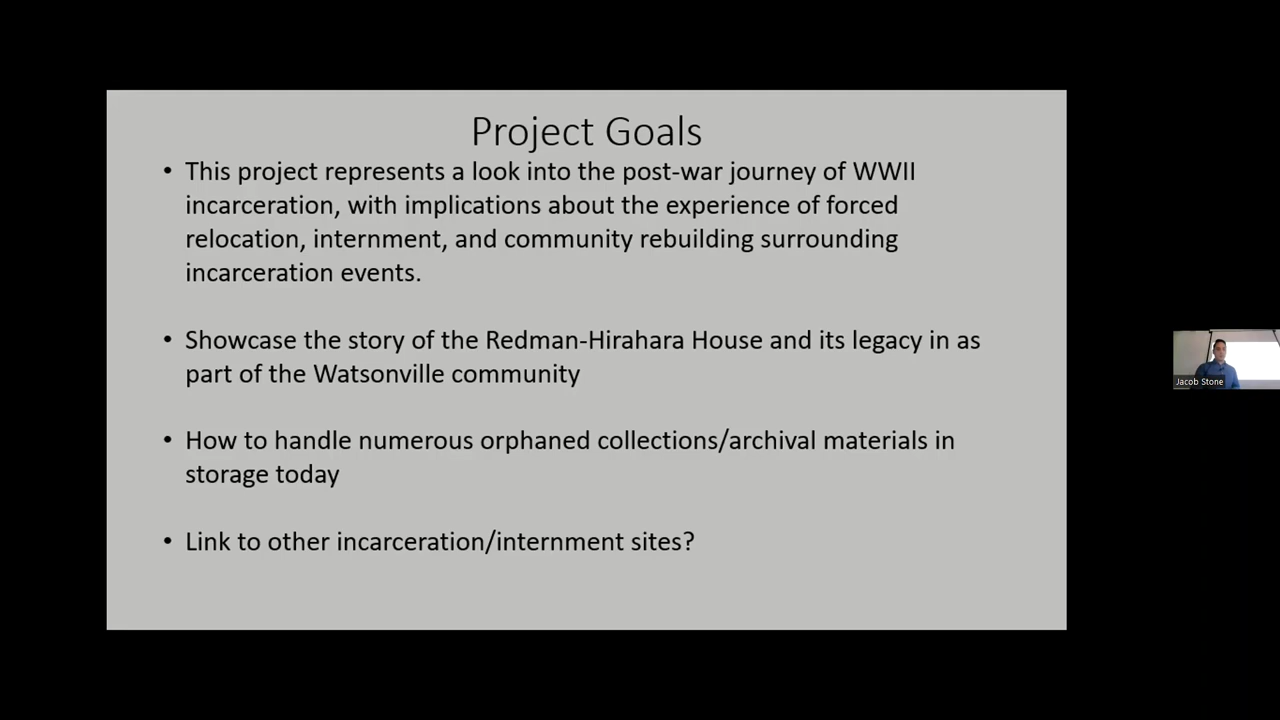 Project Goals
• This project represents a look into the post-war journey of WWII
incarceration, with implications about the experience of forced
relocation, internment, and community rebuilding surrounding
incarceration events.
• Showcase the story of the Redman-Hirahara House and its legacy in as
part of the Watsonville community
• How to handle numerous orphaned collections/archival materials in
storage today
• Link to other incarceration/internment sites?
Jacob Stone